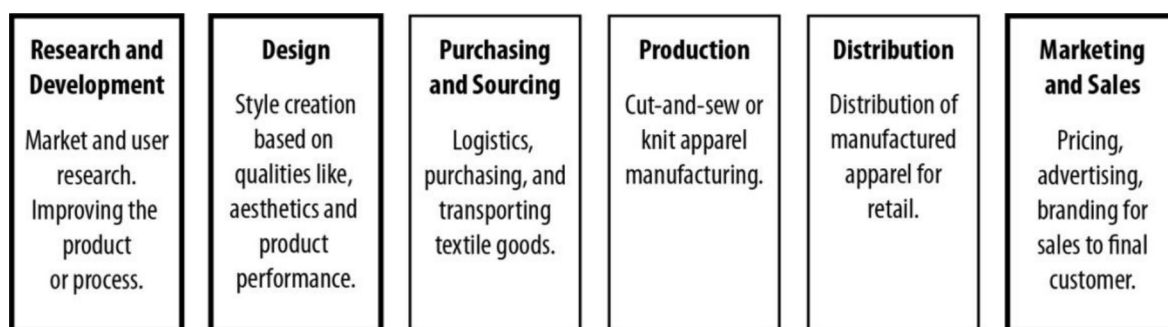 Research and
Development
Market and user
research.
Improving the
product
or process.
Design
Style creation
based on
qualities like,
aesthetics and
product
performance.
Purchasing
and Sourcing
Logistics,
purchasing, and
transporting
textile goods.
Production
Cut-and-sew or
knit apparel
manufacturing.
Distribution
Distribution of
manufactured
apparel for
retail.
Marketing
and Sales
Pricing,
advertising,
branding for
sales to final
customer.